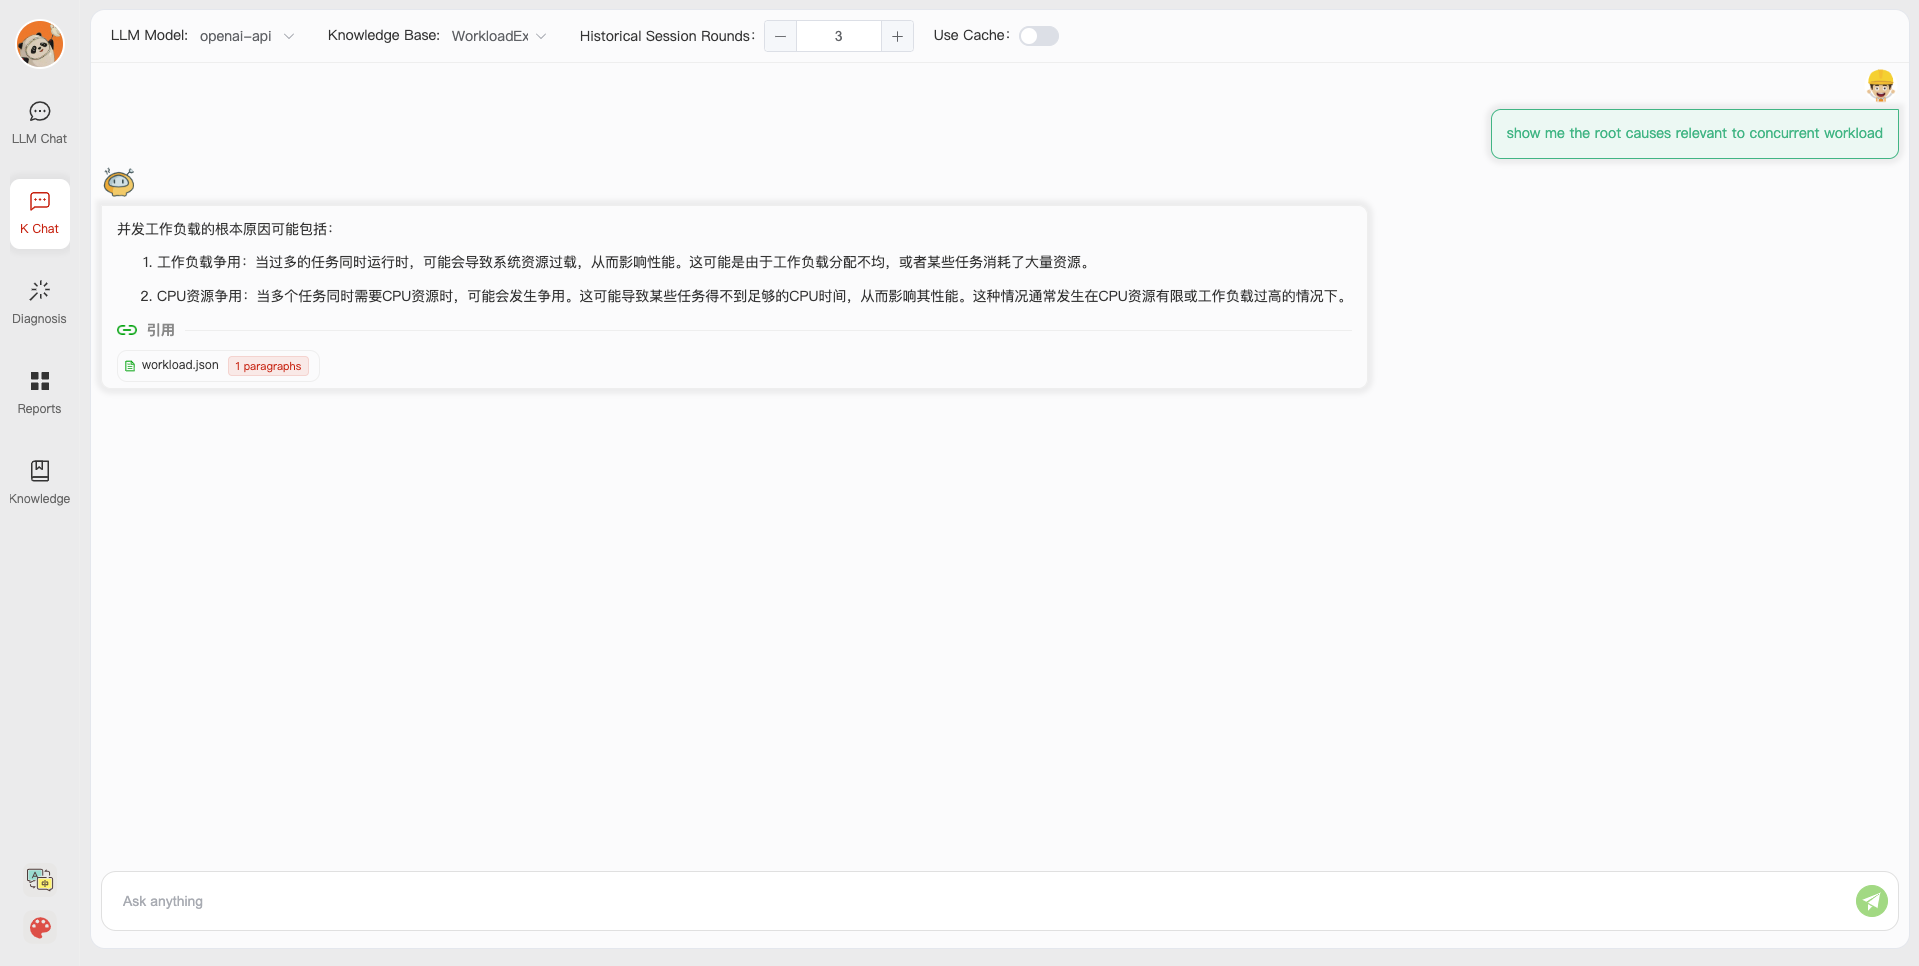 LLM Model: openai-api Knowledge Base: WorkloadEx Historical Session Rounds: 3 Use Cache:
LLM Chat
K Chat
Diagnosis
Reports
Knowledge
show me the root causes relevant to concurrent workload
并发工作负载的根本原因可能包括：
1. 工作负载争用：当过多的任务同时运行时，可能会导致系统资源过载，从而影响性能。这可能是由于工作负载分配不均，或者某些任务消耗了大量资源。
2. CPU资源争用：当多个任务同时需要CPU资源时，可能会发生争用。这可能导致某些任务得不到足够的CPU时间，从而影响其性能。这种情况通常发生在CPU资源有限或工作负载过高的情况下。
引用
workload.json 1 paragraphs
Ask anything